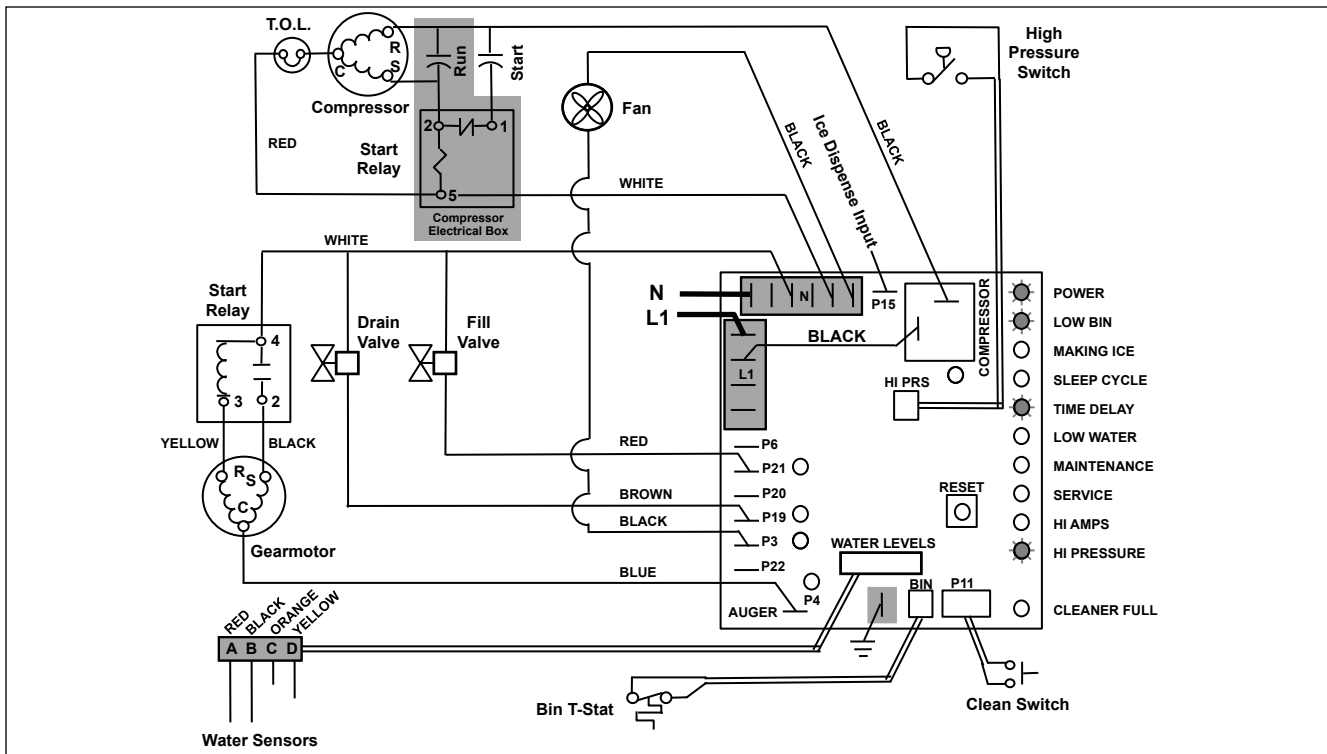 T.O.L.
R
S
C
Compressor
Run
Start
2
1
Start
Relay
5
Compressor
Electrical Box
RED
WHITE
Fan
BLACK
Ice Dispense Input
BLACK
High
Pressure
Switch
WHITE
Start
Relay
4
3
2
YELLOW
BLACK
R
S
C
Gearmotor
Drain
Valve
Fill
Valve
N
L1
N
P15
L1
BLACK
COMPRESSOR
HI PRS
RED
BROWN
BLACK
BLUE
P6
P21
P20
P19
P3
P22
P4
AUGER
WATER LEVELS
RESET
BIN
P11
POWER
LOW BIN
MAKING ICE
SLEEP CYCLE
TIME DELAY
LOW WATER
MAINTENANCE
SERVICE
HI AMPS
HI PRESSURE
CLEANER FULL
RED
BLACK
ORANGE
YELLOW
A B C D
Water Sensors
Bin T-Stat
Clean Switch